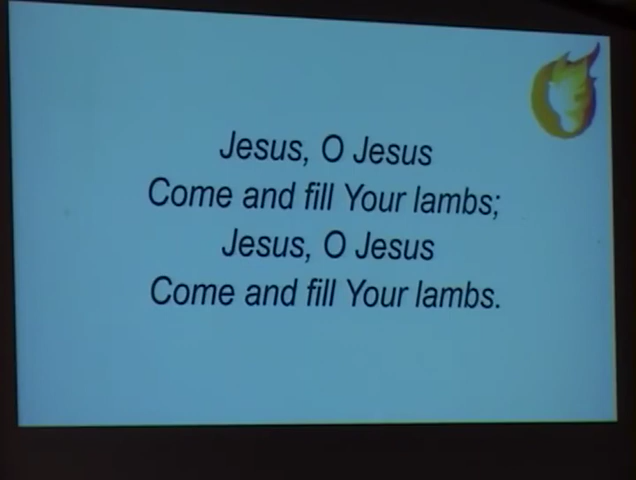 Jesus, O Jesus
Come and fill Your lambs;
Jesus, O Jesus
Come and fill Your lambs.